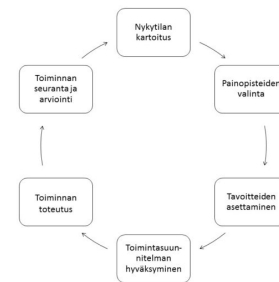 Nykytilan
kartoitus
Painopisteiden
valinta
Tavoitteiden
asettaminen
Toimintasuun-
nitelman
hyväksyminen
Toiminnan
toteutus
Toiminnan
seuranta ja
arviointi